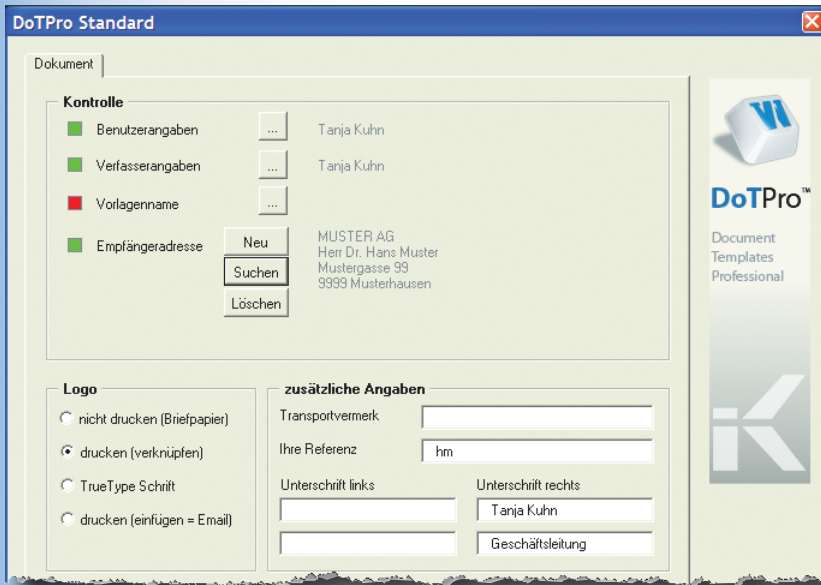 DoTPro Standard
Dokument
Kontrolle
Benutzerangaben ... Tanja Kuhn
Verfasserangaben ... Tanja Kuhn
Vorlagenname ...
Empfängeradresse
Neu
Suchen
Löschen
MUSTER AG
Herr Dr. Hans Muster
Mustergasse 99
9999 Musterhausen
VI
DoTPro™
Document
Templates
Professional
Logo
nicht drucken (Briefpapier)
drucken (verknüpfen)
TrueType Schrift
drucken (einfügen = Email)
zusätzliche Angaben
Transportvermerk
Ihre Referenz hm
Unterschrift links Unterschrift rechts
Tanja Kuhn
Geschäftsleitung
iK